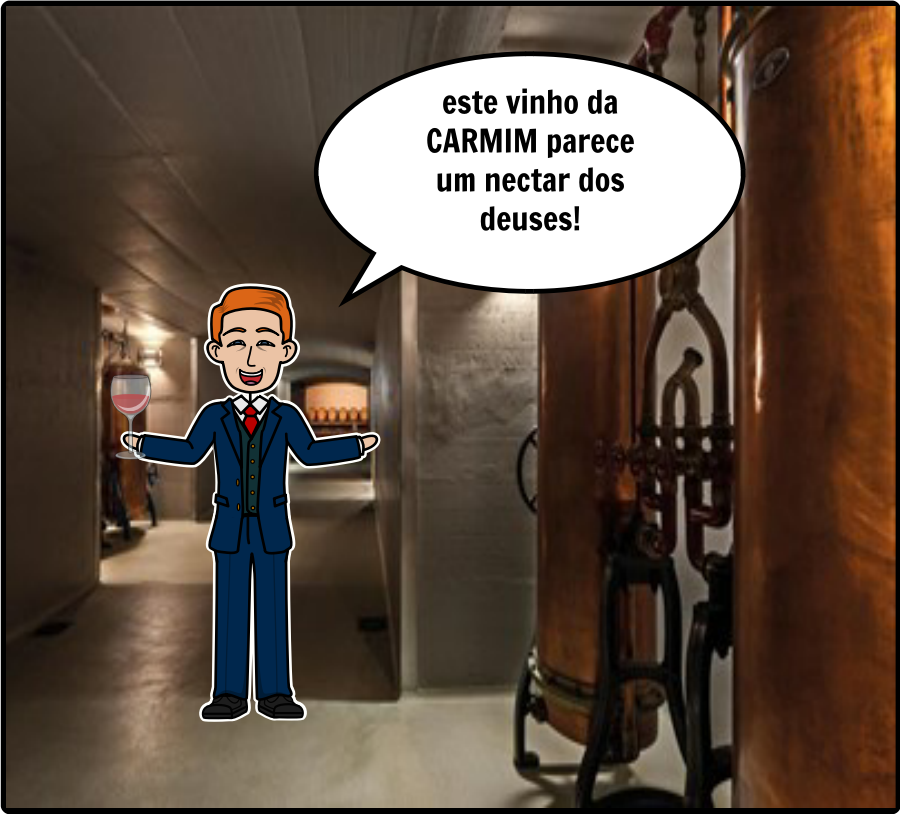 este vinho da
CARMIM parece
um nectar dos
deuses!